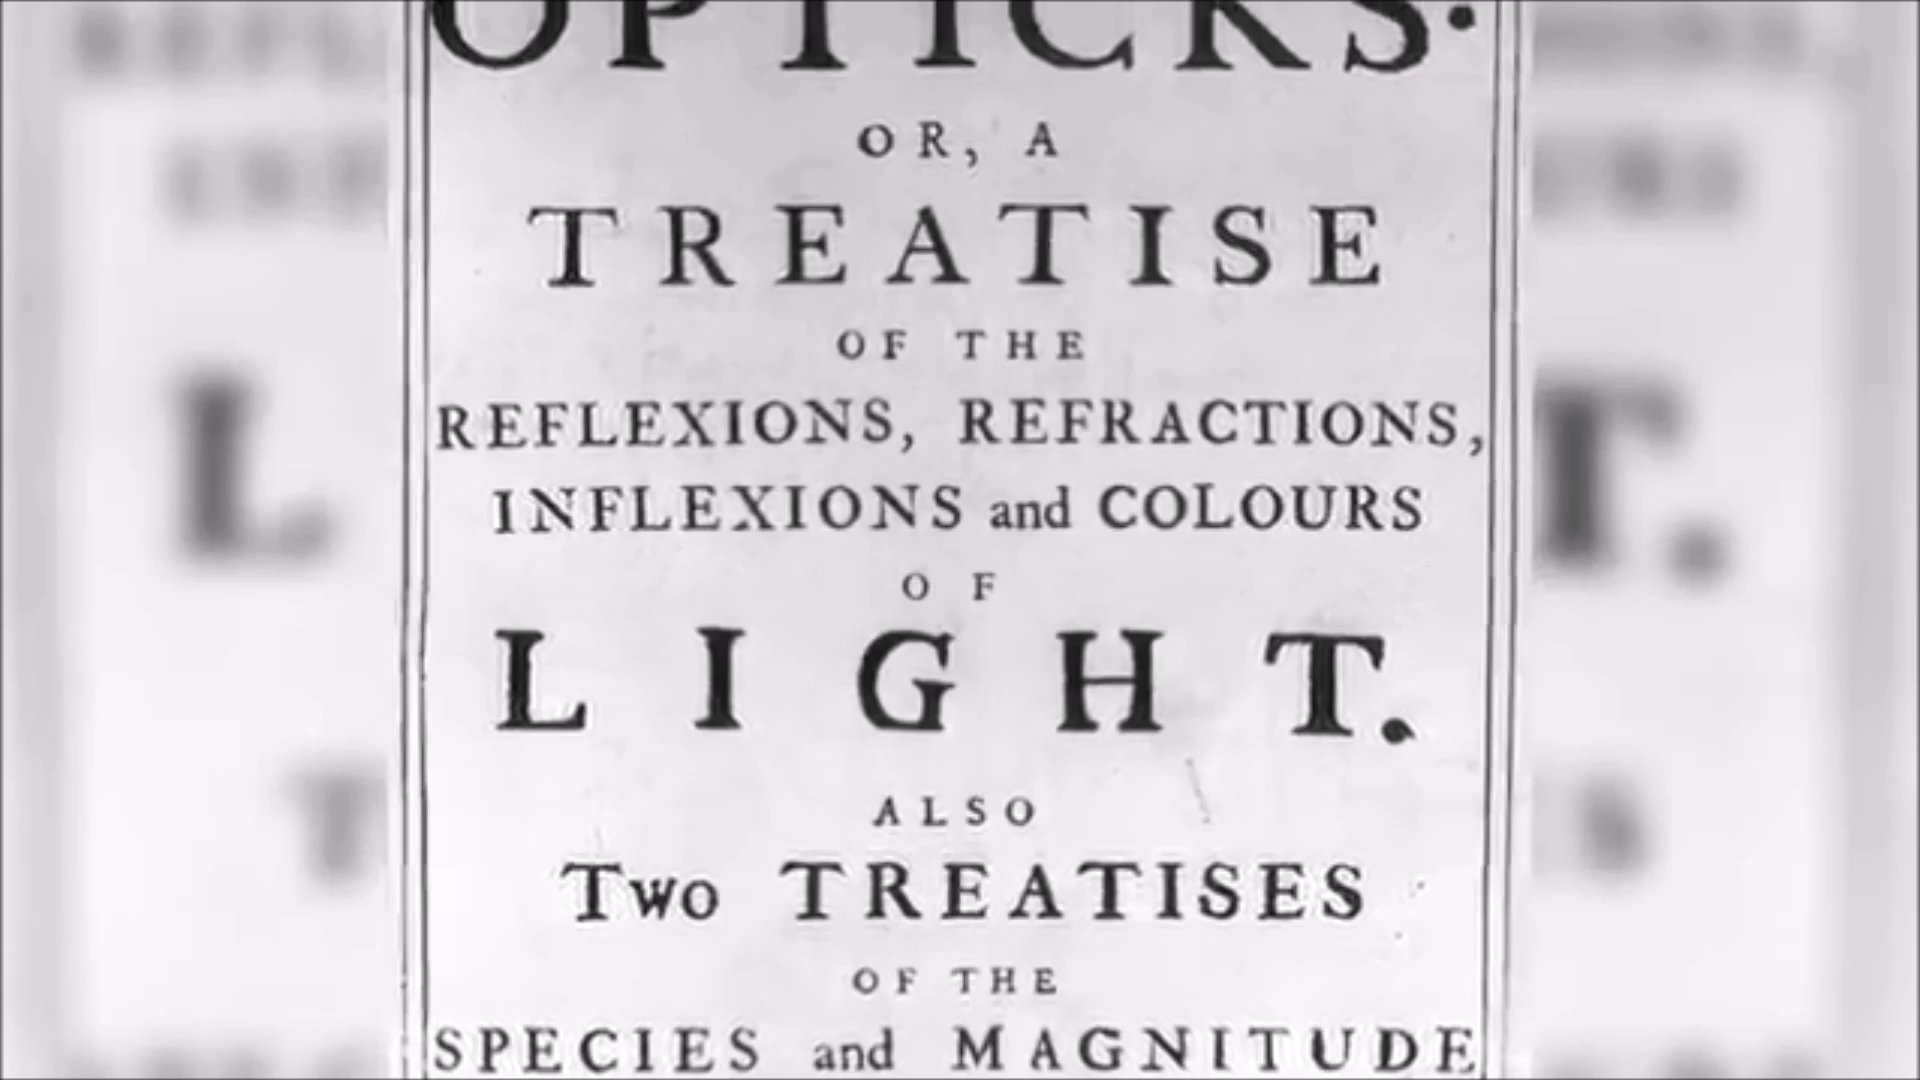 OPTICKS:
OR, A
TREATISE
OF THE
REFLEXIONS, REFRACTIONS,
INFLEXIONS and COLOURS
OF
LIGHT.
ALSO
Two TREATISES
OF THE
SPECIES and MAGNITUDE